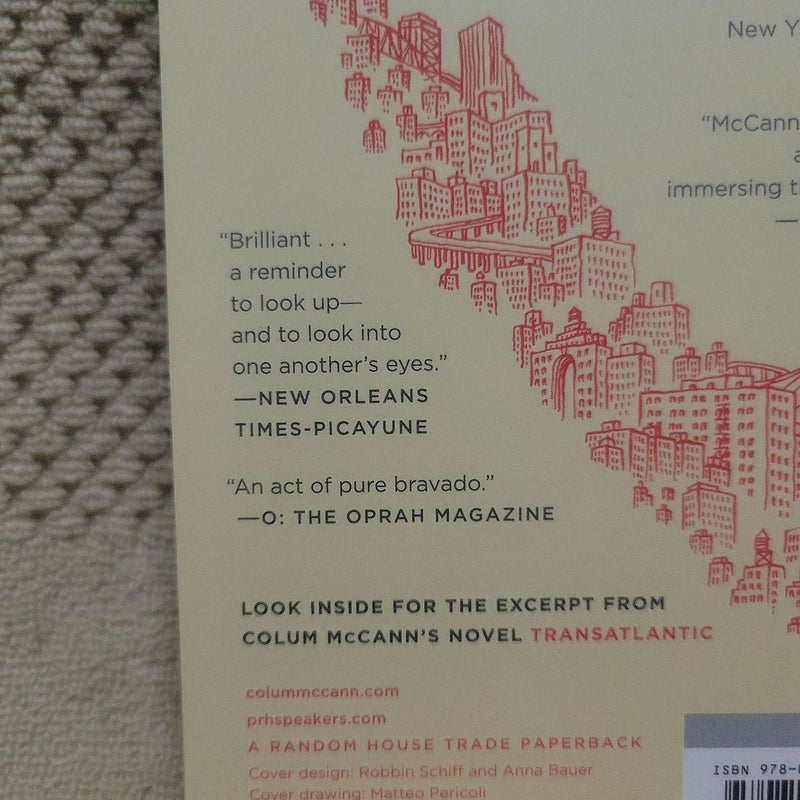 New Y
“McCann
a
immersing t
—
“Brilliant . . .
a reminder
to look up—
and to look into
one another’s eyes.”
—NEW ORLEANS
TIMES-PICAYUNE
“An act of pure bravado.”
—O: THE OPRAH MAGAZINE
LOOK INSIDE FOR THE EXCERPT FROM
COLUM McCANN’S NOVEL TRANSATLANTIC
colummccann.com
prhspeakers.com
A RANDOM HOUSE TRADE PAPERBACK
Cover design: Robbin Schiff and Anna Bauer
Cover drawing: Matteo Pericoli
ISBN 978-0